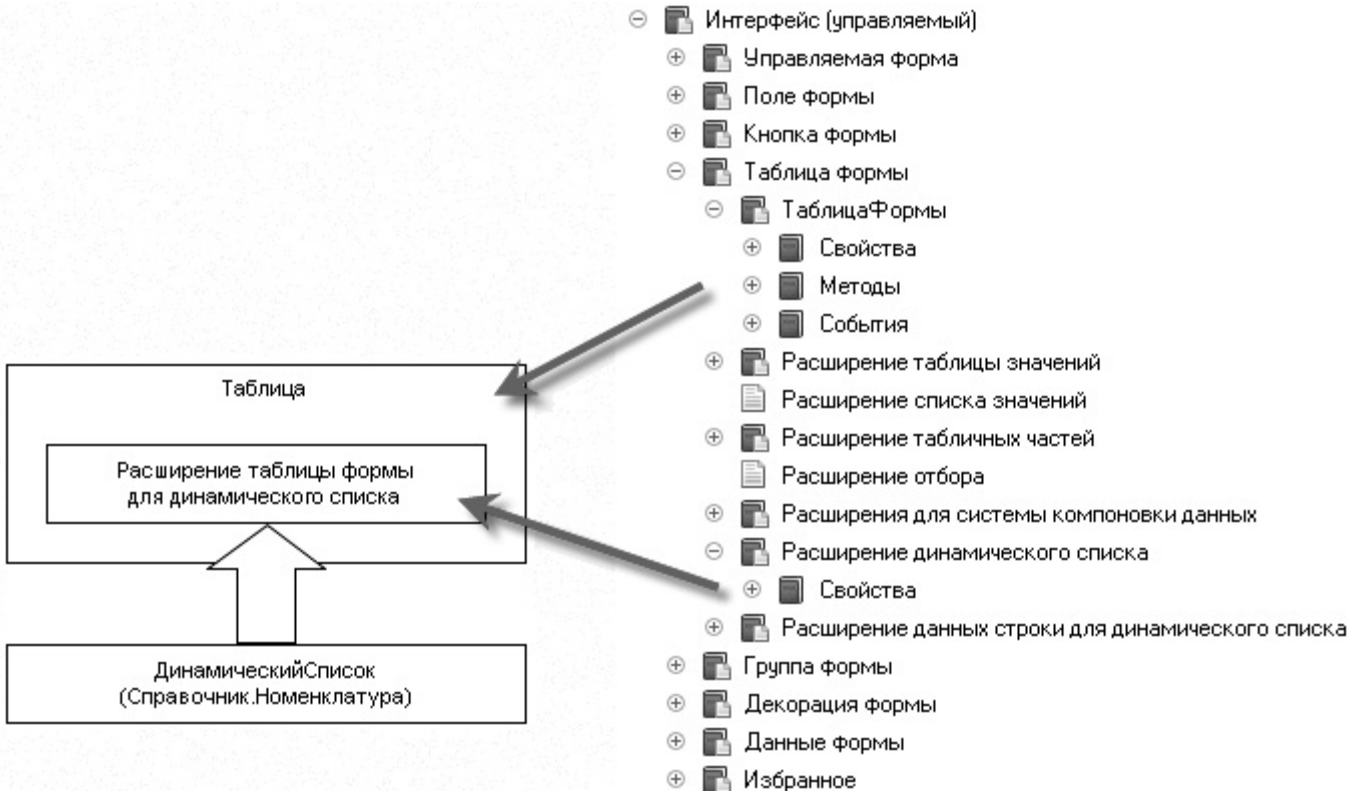 Интерфейс (управляемый)
Управляемая форма
Поле формы
Кнопка формы
Таблица формы
ТаблицаФормы
Свойства
Методы
События
Расширение таблицы значений
Расширение списка значений
Расширение табличных частей
Расширение отбора
Расширения для системы компоновки данных
Расширение динамического списка
Свойства
Расширение данных строки для динамического списка
Группа формы
Декорация формы
Данные формы
Избранное
Таблица
Расширение таблицы формы
для динамического списка
ДинамическийСписок
(Справочник.Номенклатура)